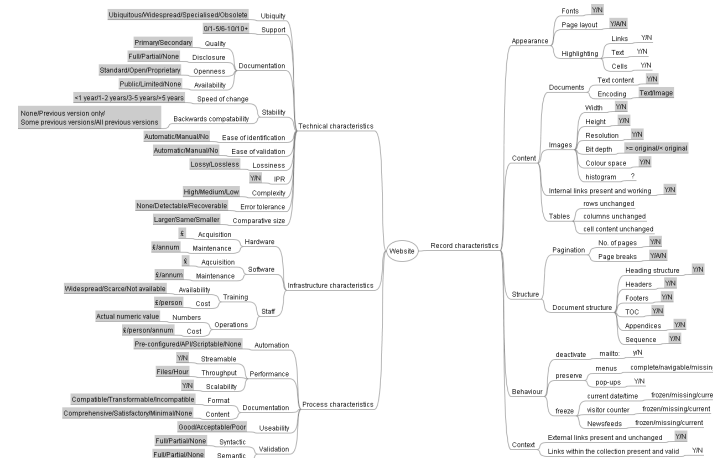 Ubiquitous/Widespread/Specialised/Obsolete Ubiquity
0/1-5/6-10/10+ Support
Primary/Secondary Quality
Full/Partial/None Disclosure
Documentation
Standard/Open/Proprietary Openness
Public/Limited/None Availability
<1 year/1-2 years/3-5 years/>5 years Speed of change
Stability
None/Previous version only/
Some previous versions/All previous versions Backwards compatability
Technical characteristics
Automatic/Manual/No Ease of identification
Automatic/Manual/No Ease of validation
Lossy/Lossless Lossiness
Y/N IPR
High/Medium/Low Complexity
None/Detectable/Recoverable Error tolerance
Larger/Same/Smaller Comparative size
£ Acquisition
Hardware
£/annum Maintenance
£ Aqcuisition
Software
£/annum Maintenance
Infrastructure characteristics
Widespread/Scarce/Not available Availability
Training
£/person Cost
Staff
Actual numeric value Numbers
Operations
£/person/annum Cost
Pre-configured/API/Scriptable/None Automation
Y/N Streamable
Files/Hour Throughput
Performance
Y/N Scalability
Process characteristics
Compatible/Transformable/Incompatible Format
Documentation
Comprehensive/Satisfactory/Minimal/None Content
Good/Acceptable/Poor Useability
Full/Partial/None Syntactic
Validation
Full/Partial/None Semantic
Website
Record characteristics
Fonts Y/N
Appearance
Page layout Y/A/N
Links Y/N
Highlighting
Text Y/N
Cells Y/N
Text content Y/N
Documents
Encoding Text/Image
Width Y/N
Height Y/N
Images
Resolution Y/N
Bit depth >= original/< original
Content
Colour space Y/N
histogram ?
Internal links present and working Y/N
rows unchanged
Tables
columns unchanged
cell content unchanged
No. of pages Y/N
Pagination
Page breaks Y/A/N
Structure
Heading structure Y/N
Headers Y/N
Footers Y/N
Document structure
TOC Y/N
Appendices Y/N
Sequence Y/N
deactivate mailto: y/N
menus complete/navigable/missing
preserve
pop-ups Y/N
Behaviour
current date/time frozen/missing/curre
freeze
visitor counter frozen/missing/current
Newsfeeds frozen/missing/current
External links present and unchanged Y/N
Context
Links within the collection present and valid Y/N